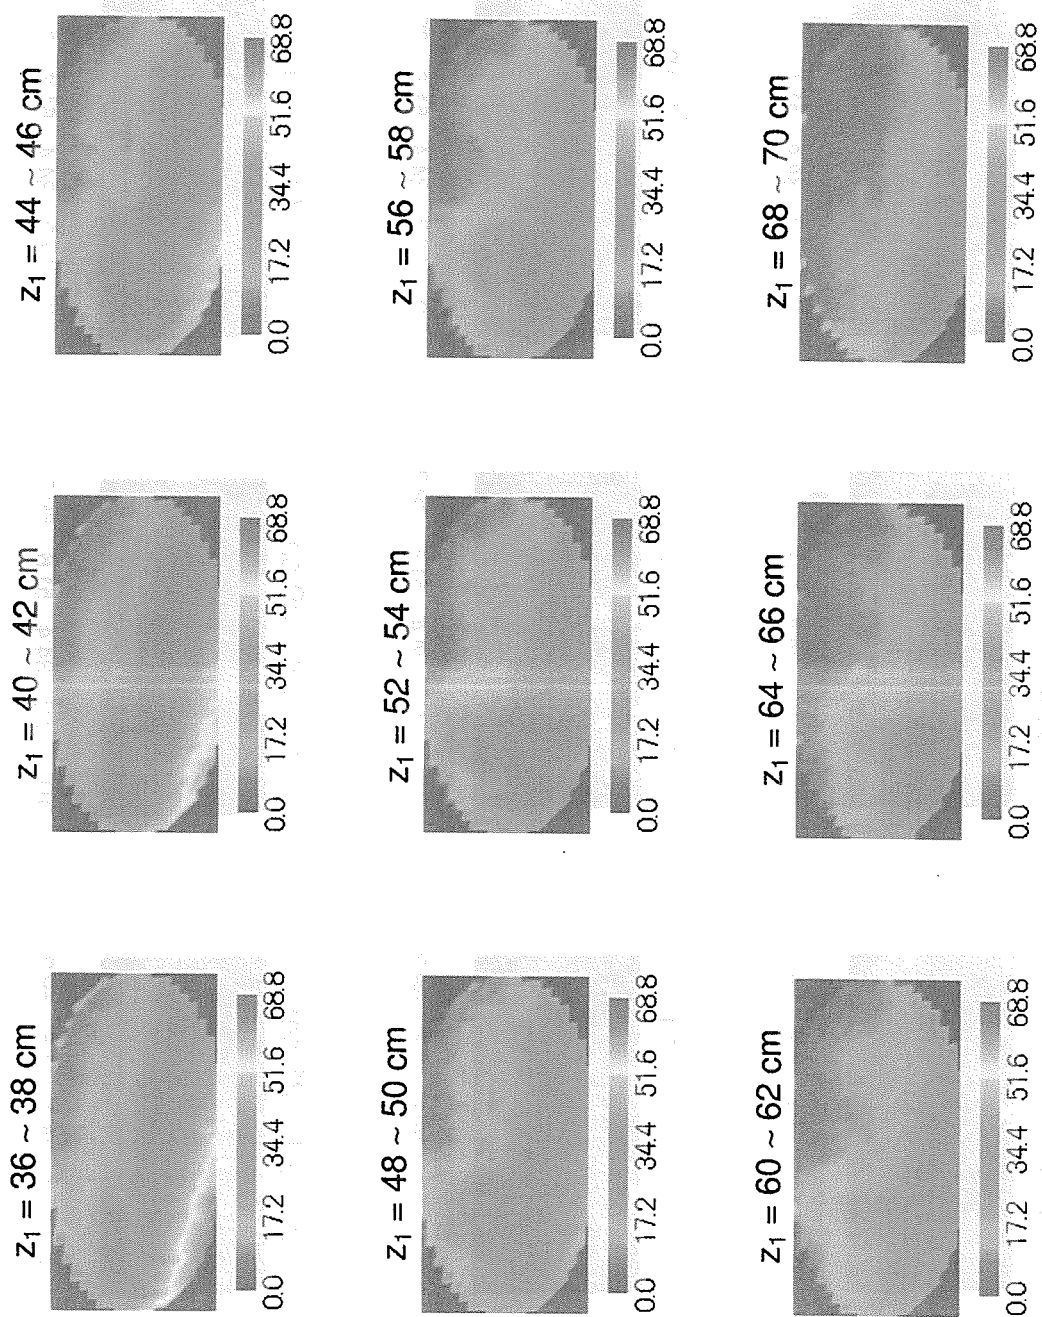 z₁ = 36 ~ 38 cm
0.0 17.2 34.4 51.6 68.8
z₁ = 40 ~ 42 cm
0.0 17.2 34.4 51.6 68.8
z₁ = 44 ~ 46 cm
0.0 17.2 34.4 51.6 68.8
z₁ = 48 ~ 50 cm
0.0 17.2 34.4 51.6 68.8
z₁ = 52 ~ 54 cm
0.0 17.2 34.4 51.6 68.8
z₁ = 56 ~ 58 cm
0.0 17.2 34.4 51.6 68.8
z₁ = 60 ~ 62 cm
0.0 17.2 34.4 51.6 68.8
z₁ = 64 ~ 66 cm
0.0 17.2 34.4 51.6 68.8
z₁ = 68 ~ 70 cm
0.0 17.2 34.4 51.6 68.8